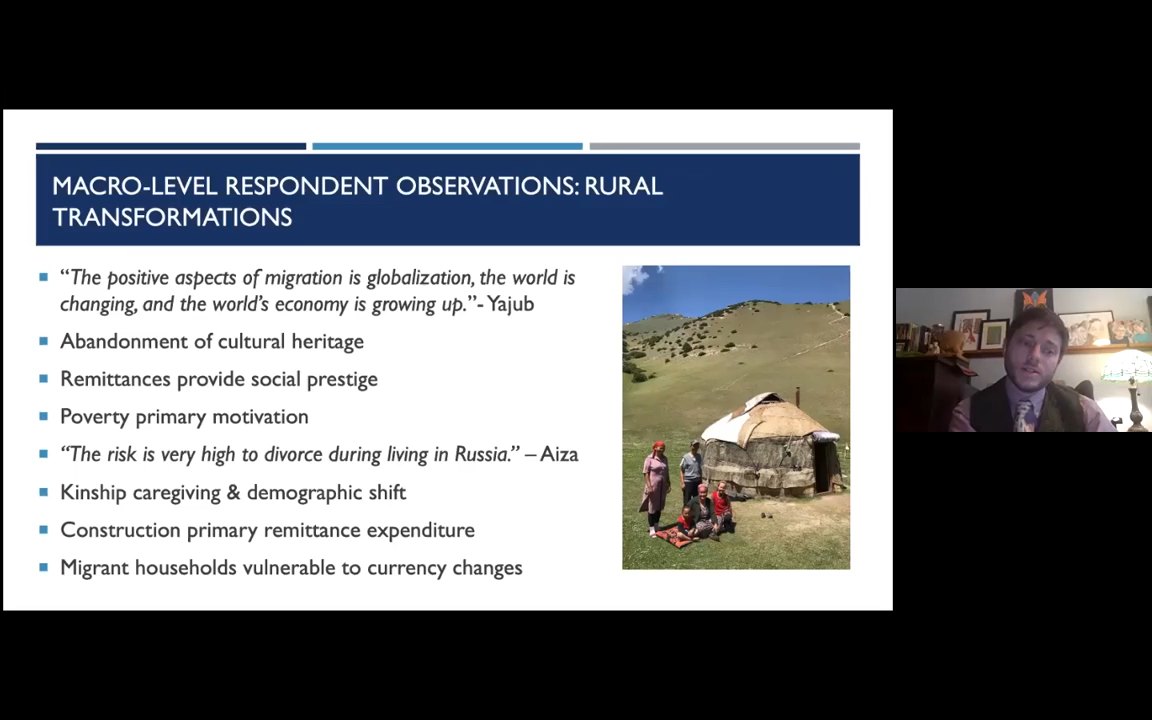 MACRO-LEVEL RESPONDENT OBSERVATIONS: RURAL
TRANSFORMATIONS
“The positive aspects of migration is globalization, the world is
changing, and the world’s economy is growing up.”- Yajub
Abandonment of cultural heritage
Remittances provide social prestige
Poverty primary motivation
“The risk is very high to divorce during living in Russia.” – Aiza
Kinship caregiving & demographic shift
Construction primary remittance expenditure
Migrant households vulnerable to currency changes